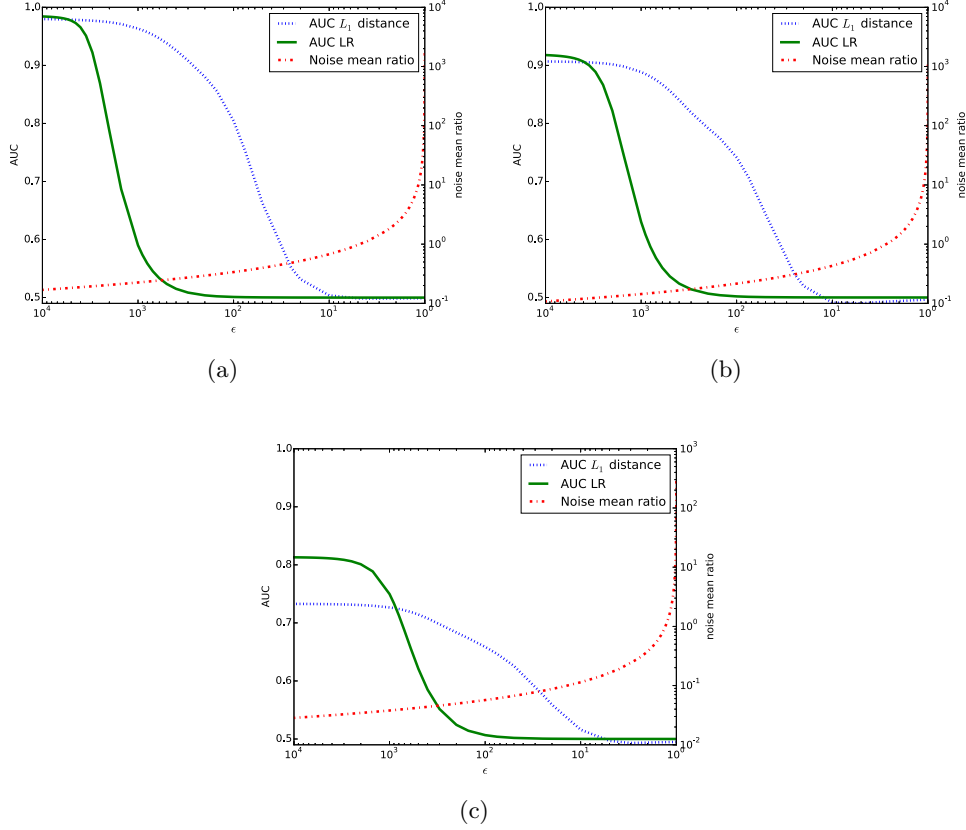 1.0
0.9
0.8
0.7
0.6
0.5
AUC
10^4 10^3 10^2 10^1 10^0
ϵ
10^4
10^3
10^2
10^1
10^0
10^-1
noise mean ratio
AUC L_1 distance
AUC LR
Noise mean ratio
(a)
1.0
0.9
0.8
0.7
0.6
0.5
AUC
10^4 10^3 10^2 10^1 10^0
ϵ
10^4
10^3
10^2
10^1
10^0
10^-1
noise mean ratio
AUC L_1 distance
AUC LR
Noise mean ratio
(b)
1.0
0.9
0.8
0.7
0.6
0.5
AUC
10^4 10^3 10^2 10^1 10^0
ϵ
10^3
10^2
10^1
10^0
10^-1
10^-2
noise mean ratio
AUC L_1 distance
AUC LR
Noise mean ratio
(c)